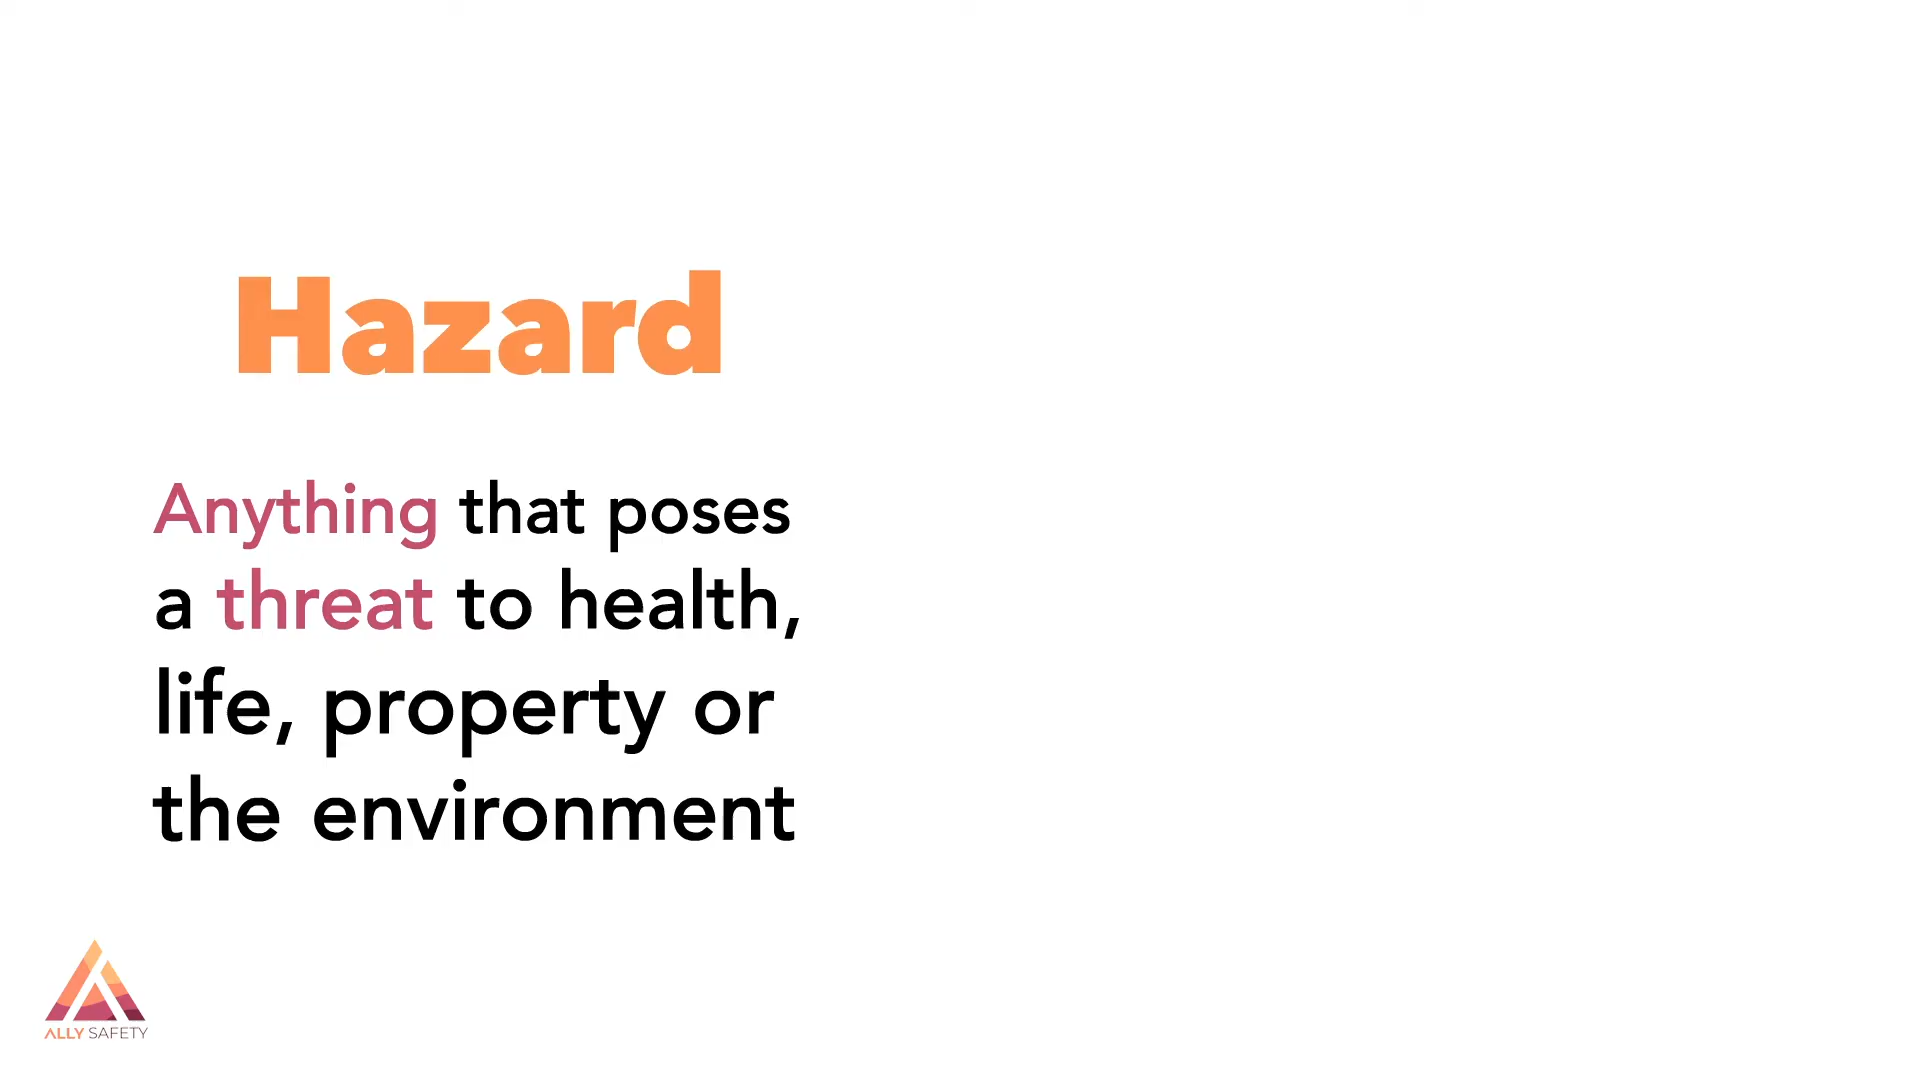 Hazard
Anything that poses
a threat to health,
life, property or
the environment
ALLY SAFETY